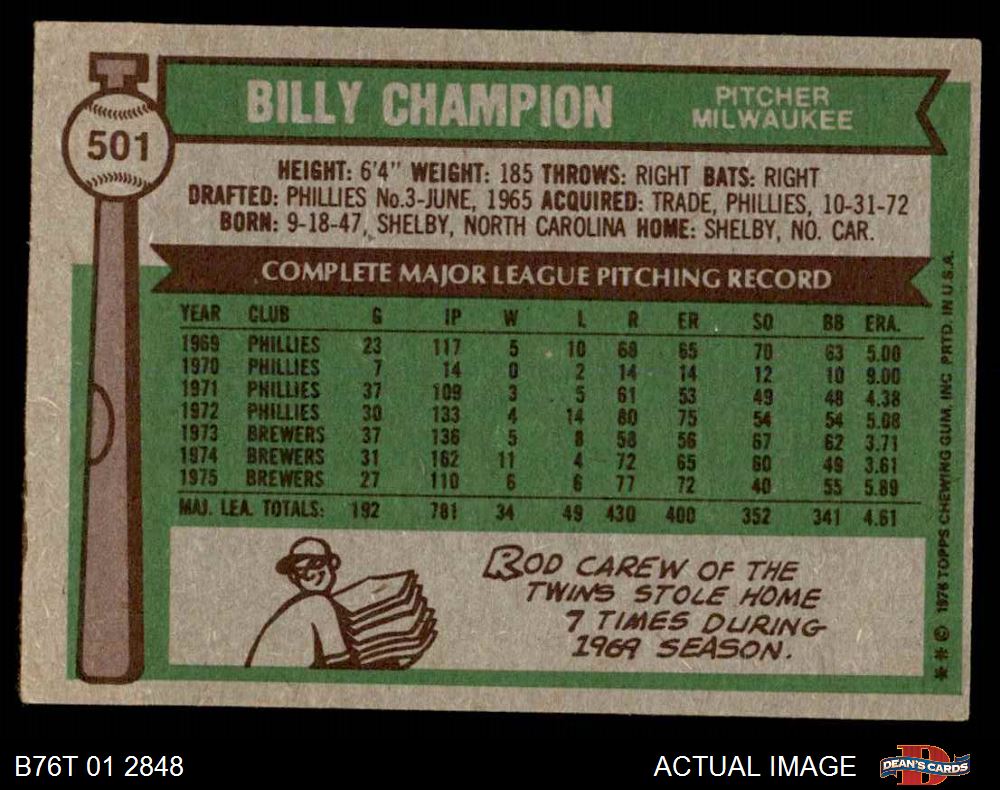 501
BILLY CHAMPION
PITCHER
MILWAUKEE
HEIGHT: 6'4" WEIGHT: 185 THROWS: RIGHT BATS: RIGHT
DRAFTED: PHILLIES No.3-JUNE, 1965 ACQUIRED: TRADE, PHILLIES, 10-31-72
BORN: 9-18-47, SHELBY, NORTH CAROLINA HOME: SHELBY, NO. CAR.
COMPLETE MAJOR LEAGUE PITCHING RECORD
YEAR CLUB G IP W L R ER SO BB ERA.
1969 PHILLIES 23 117 5 10 68 65 70 63 5.00
1970 PHILLIES 7 14 0 2 14 14 12 10 9.00
1971 PHILLIES 37 109 3 5 61 53 49 48 4.38
1972 PHILLIES 30 133 4 14 80 75 54 54 5.08
1973 BREWERS 37 136 5 8 58 56 67 62 3.71
1974 BREWERS 31 162 11 4 72 65 60 49 3.61
1975 BREWERS 27 110 6 6 77 72 40 55 5.89
MAJ. LEA. TOTALS: 192 781 34 49 430 400 352 341 4.61
ROD CAREW OF THE
TWINS STOLE HOME
7 TIMES DURING
1969 SEASON.
** © 1976 TOPPS CHEWING GUM, INC PRTD. IN U.S.A.
B76T 01 2848
ACTUAL IMAGE
DEAN'S CARDS